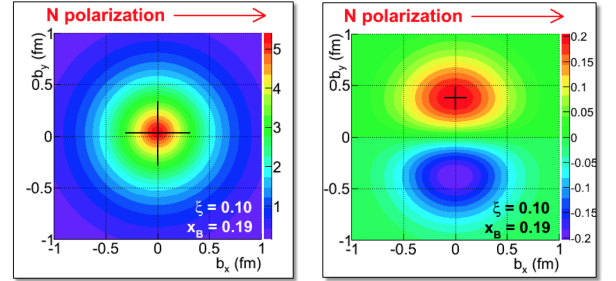 N polarization
b_y (fm)
1
0.5
0
-0.5
-1
-1 -0.5 0 0.5 1
b_x (fm)
ξ = 0.10
x_B = 0.19
5
4
3
2
1
N polarization
b_y (fm)
1
0.5
0
-0.5
-1
-1 -0.5 0 0.5 1
b_x (fm)
ξ = 0.10
x_B = 0.19
0.2
0.15
0.1
0.05
0
-0.05
-0.1
-0.15
-0.2